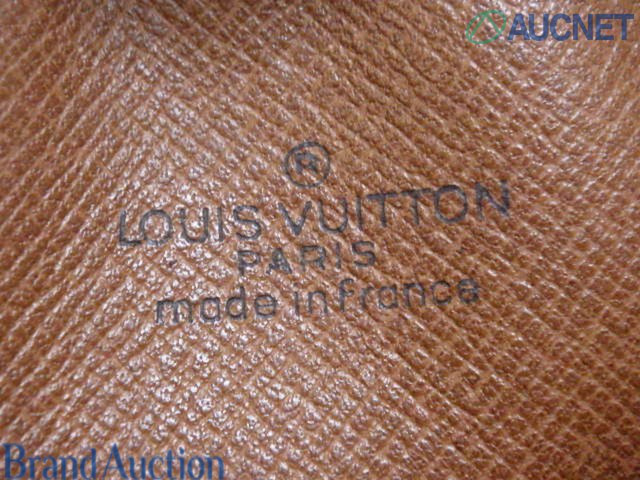 AUCNET
®
LOUIS VUITTON
PARIS
made in france
Brand Auction